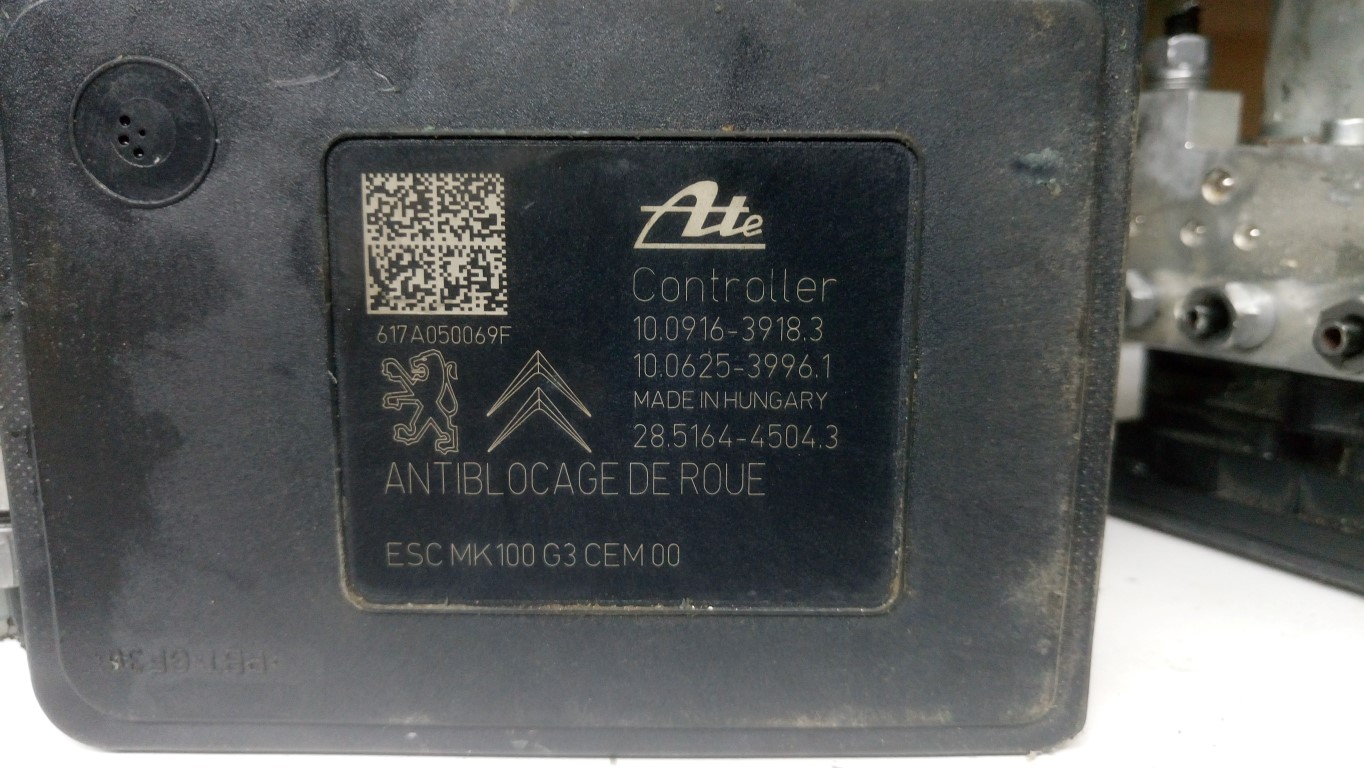 Ate
Controller
617A050069F
10.0916-3918.3
10.0625-3996.1
MADE IN HUNGARY
28.5164-4504.3
ANTIBLOCAGE DE ROUE
ESC MK100 G3 CEM 00